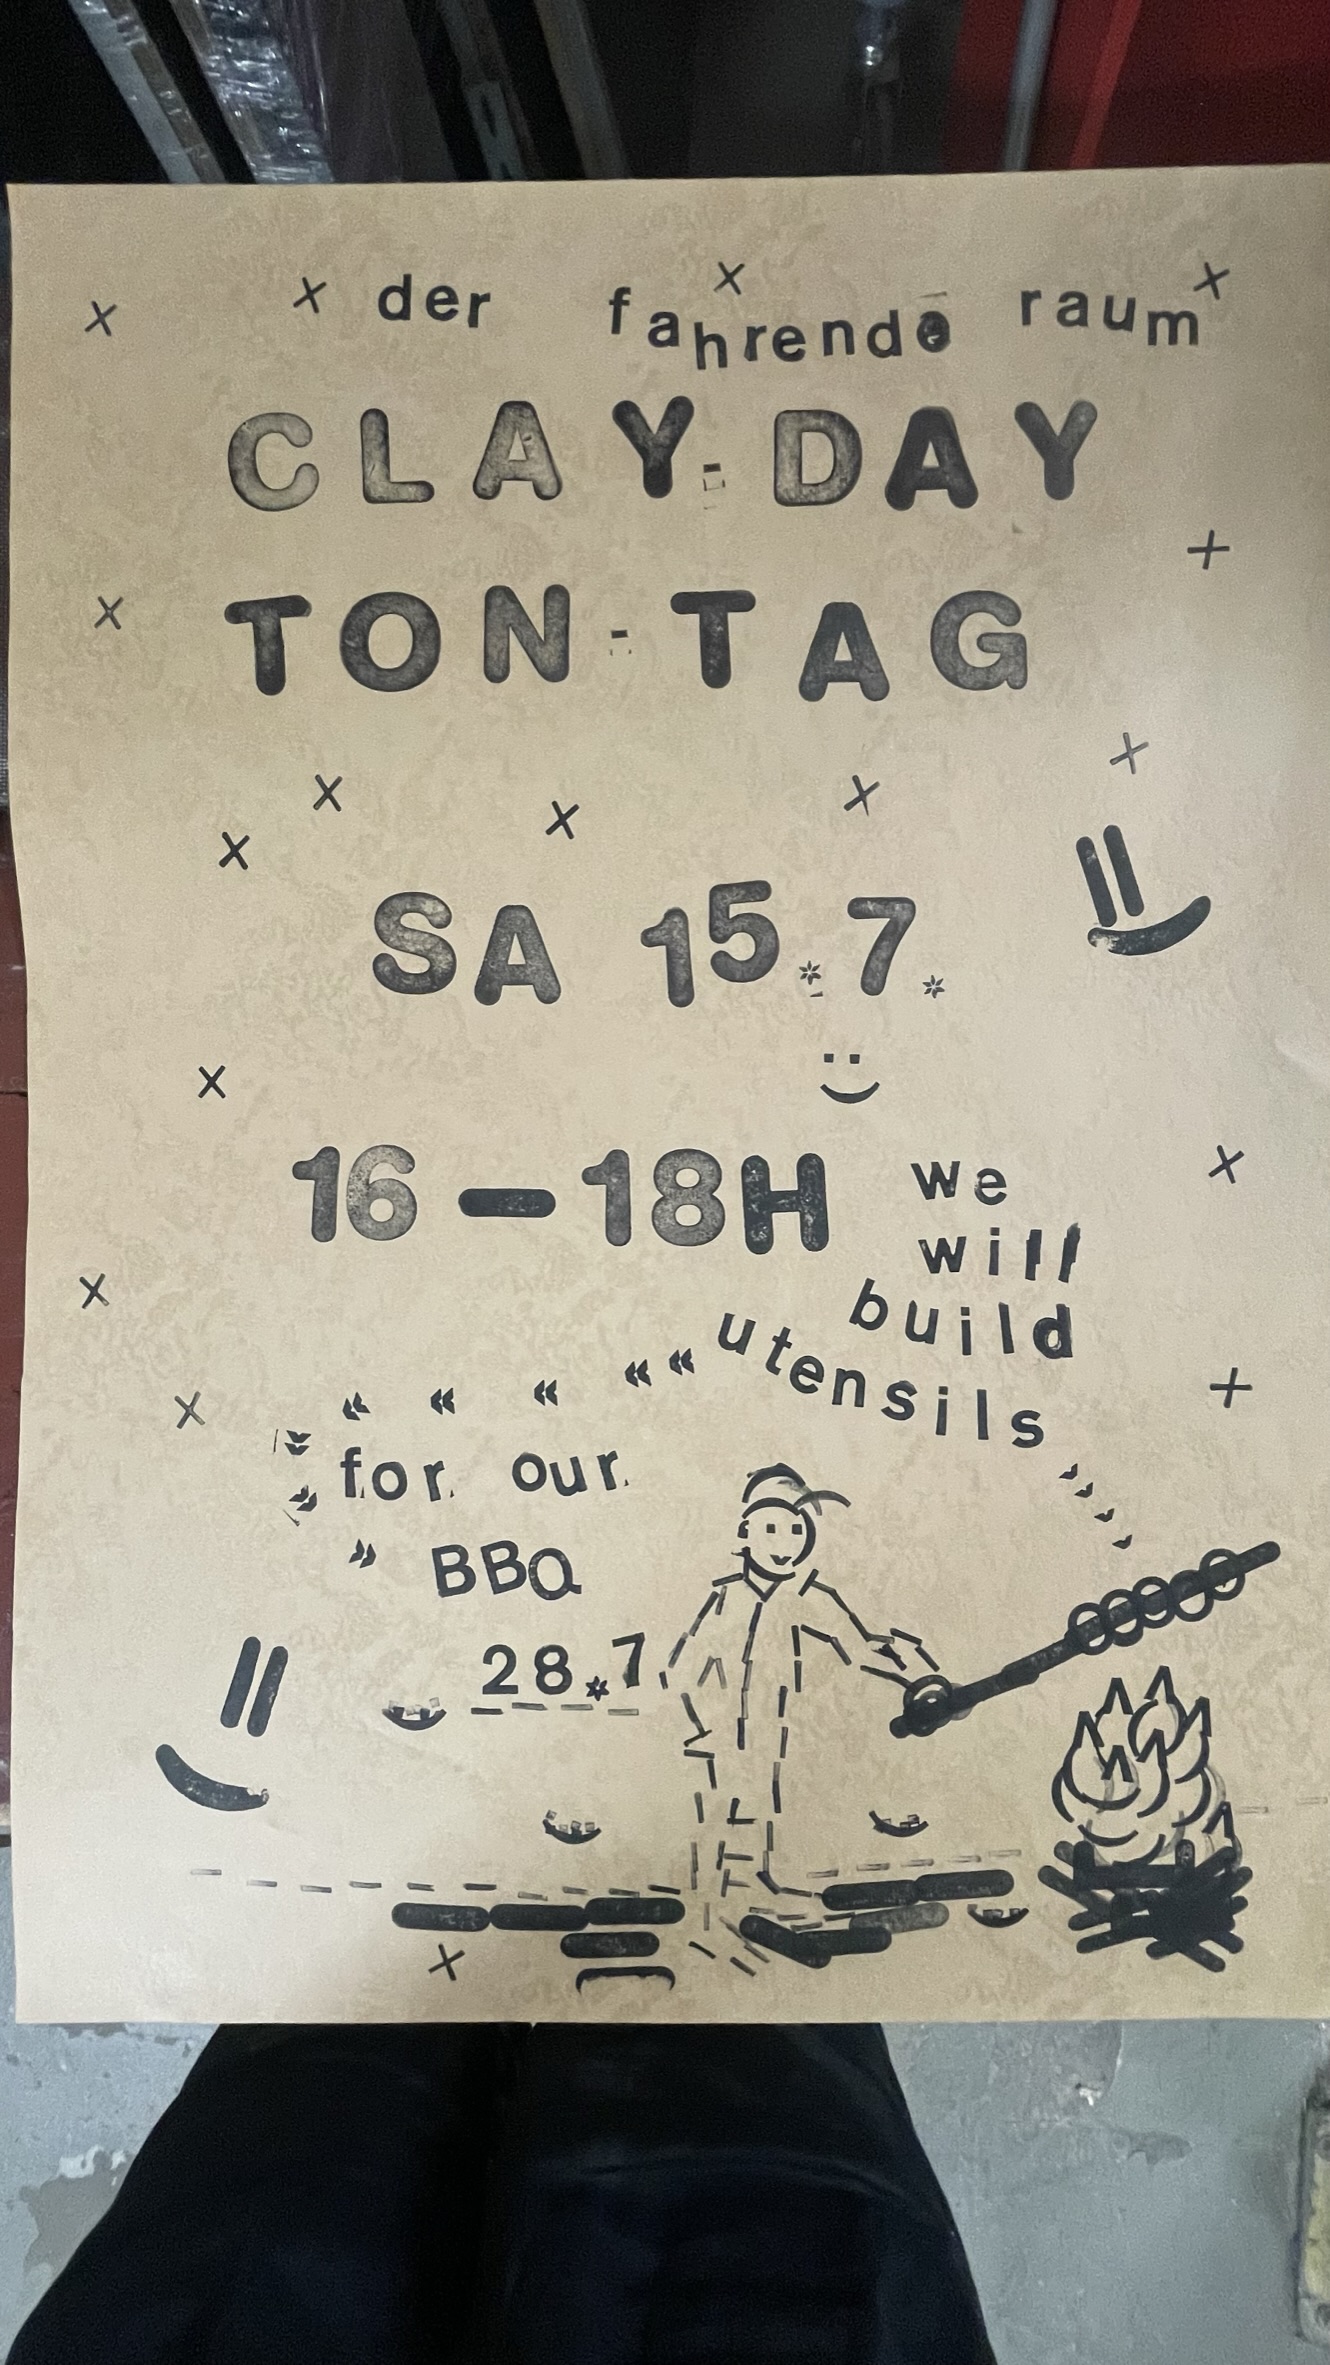 der fahrende raum
CLAY-DAY
TON-TAG
SA 15.7.
16-18H
we
will
build
utensils
for our
BBQ
28.7